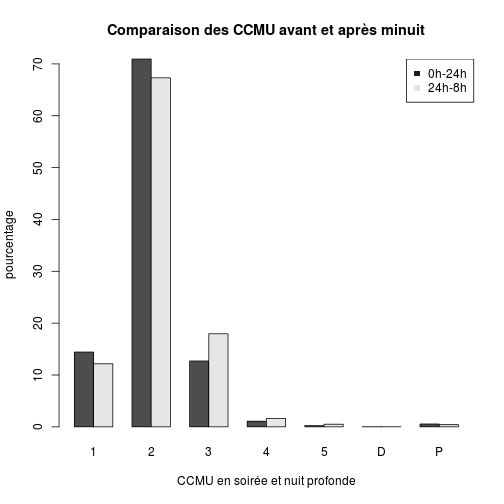 Comparaison des CCMU avant et après minuit
0h-24h
24h-8h
pourcentage
70
60
50
40
30
20
10
0
1 2 3 4 5 D P
CCMU en soirée et nuit profonde